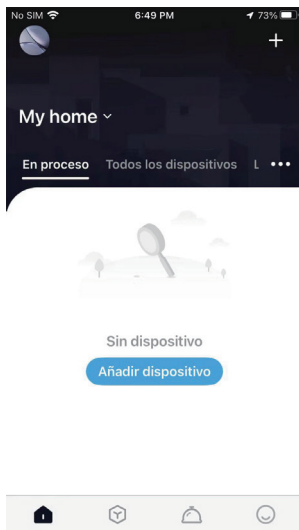 No SIM 6:49 PM 73%
+
My home
En proceso Todos los dispositivos L •••
Sin dispositivo
Añadir dispositivo